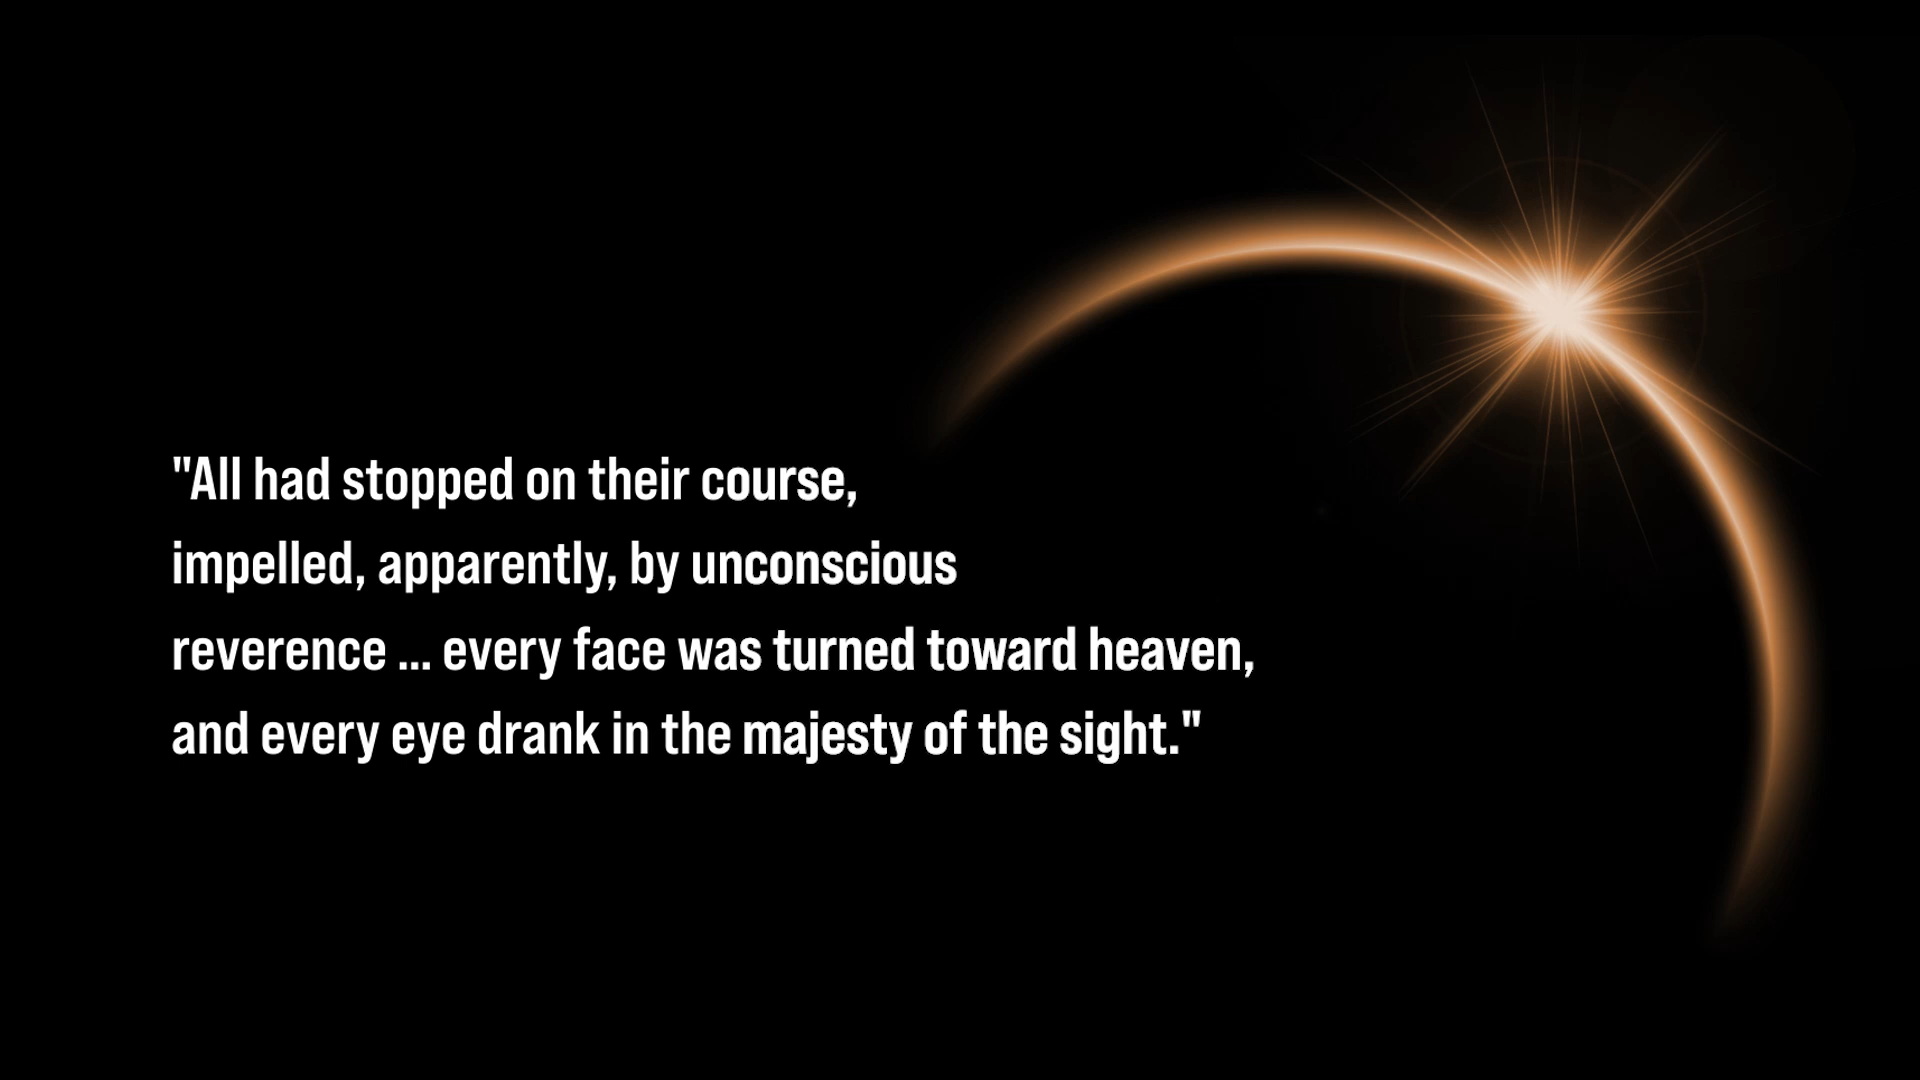 "All had stopped on their course,
impelled, apparently, by unconscious
reverence ... every face was turned toward heaven,
and every eye drank in the majesty of the sight."